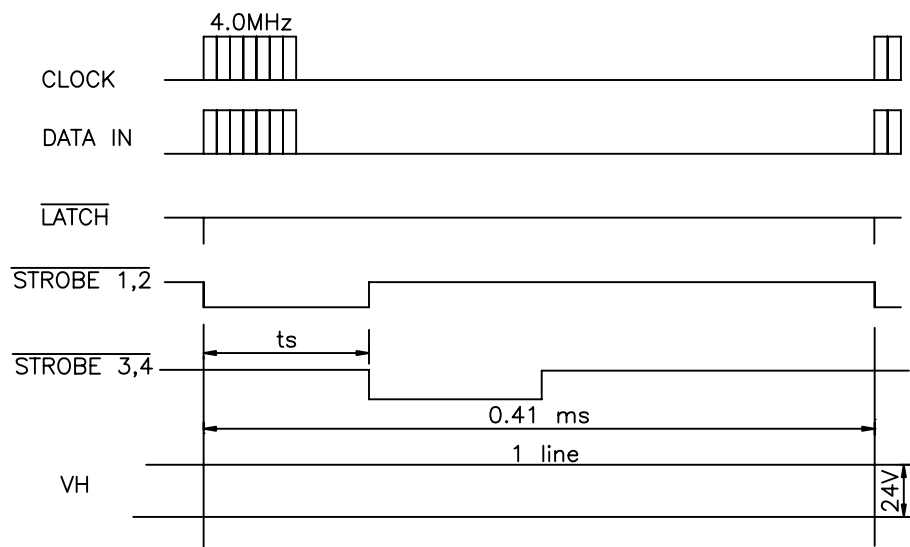 4.0MHz
CLOCK
DATA IN
LATCH
STROBE 1,2
ts
STROBE 3,4
0.41 ms
1 line
VH
24V